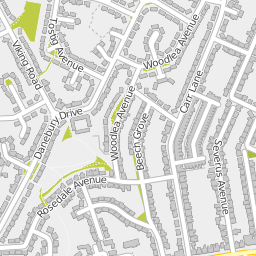 Viking Road
Tostig Avenue
Woodlea Avenue
Danebury Drive
Woodlea Avenue
Beech Grove
Carr Lane
Severus Avenue
Rosedale Avenue